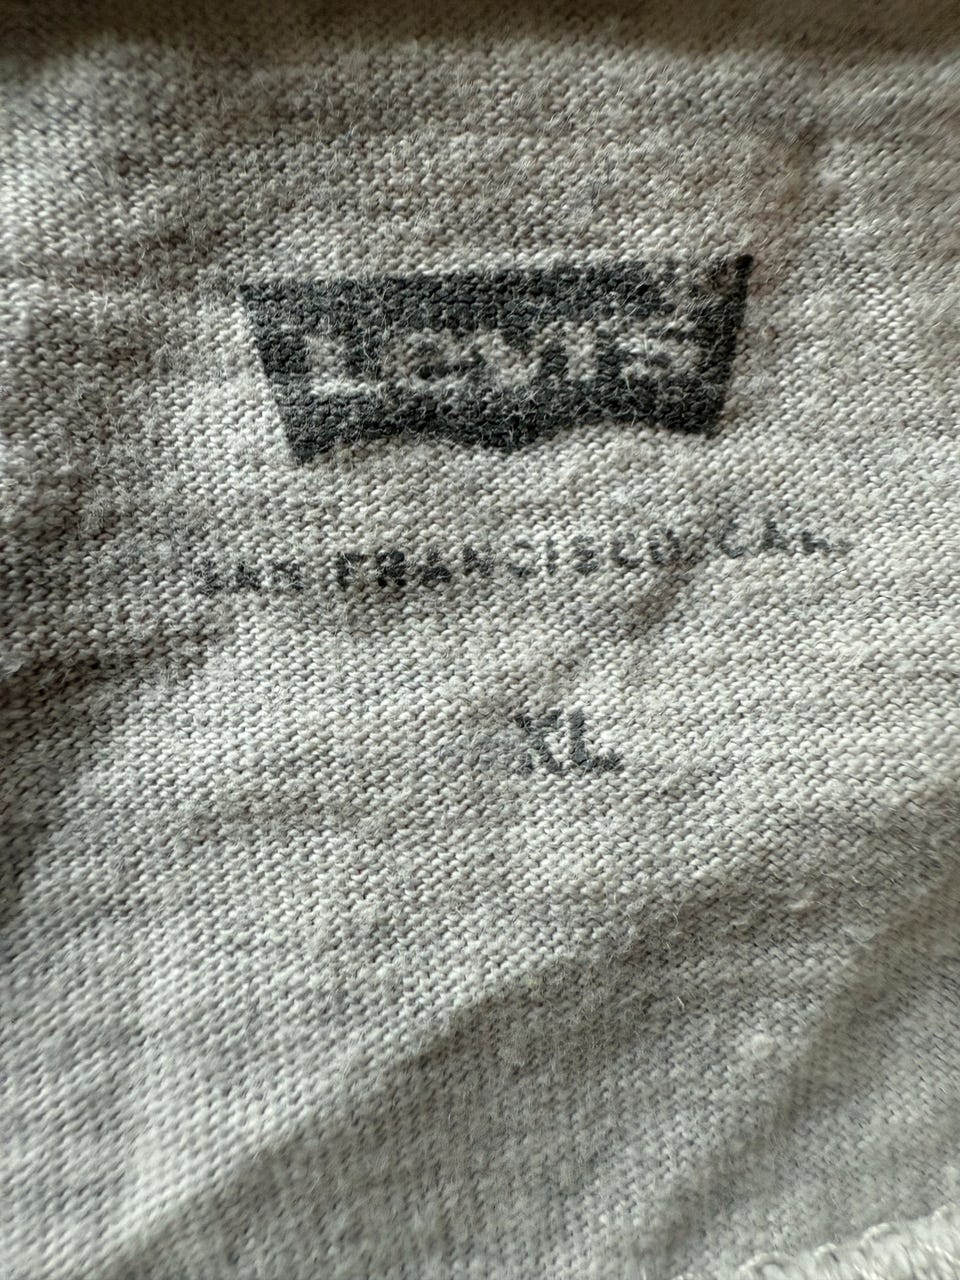 Levi's
SAN FRANCISCO, CAL.
XL